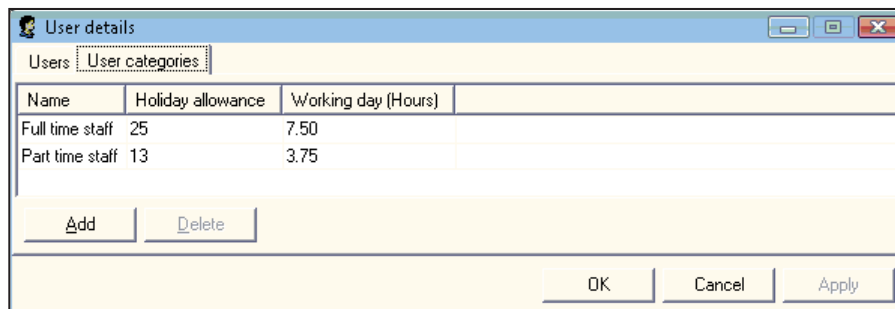 User details
Users User categories
Name Holiday allowance Working day (Hours)
Full time staff 25 7.50
Part time staff 13 3.75
Add Delete
OK Cancel Apply